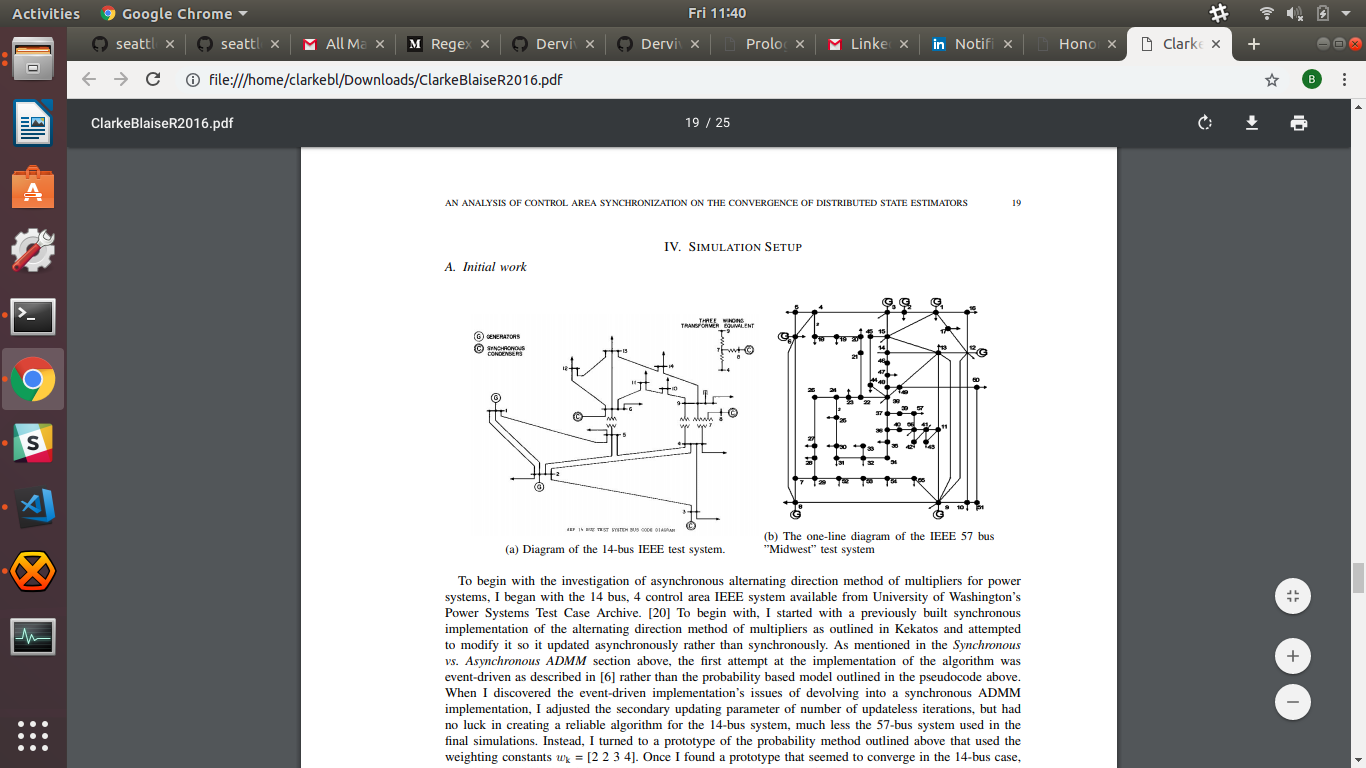 Activities
Google Chrome
Fri 11:40
seattl
seattl
All Ma
Regex
Derviv
Derviv
Prolog
Linke
Notifi
Hono
Clarke
file:///home/clarkebl/Downloads/ClarkeBlaiseR2016.pdf
B
ClarkeBlaiseR2016.pdf
19 / 25
AN ANALYSIS OF CONTROL AREA SYNCHRONIZATION ON THE CONVERGENCE OF DISTRIBUTED STATE ESTIMATORS 19
IV. SIMULATION SETUP
A. Initial work
G GENERATORS
C SYNCHRONOUS
CONDENSERS
THREE WINDING
TRANSFORMER EQUIVALENT
AEP 14 BUS TEST SYSTEM BUS CODE DIAGRAM
(a) Diagram of the 14-bus IEEE test system.
(b) The one-line diagram of the IEEE 57 bus
”Midwest” test system
To begin with the investigation of asynchronous alternating direction method of multipliers for power
systems, I began with the 14 bus, 4 control area IEEE system available from University of Washington’s
Power Systems Test Case Archive. [20] To begin with, I started with a previously built synchronous
implementation of the alternating direction method of multipliers as outlined in Kekatos and attempted
to modify it so it updated asynchronously rather than synchronously. As mentioned in the Synchronous
vs. Asynchronous ADMM section above, the first attempt at the implementation of the algorithm was
event-driven as described in [6] rather than the probability based model outlined in the pseudocode above.
When I discovered the event-driven implementation’s issues of devolving into a synchronous ADMM
implementation, I adjusted the secondary updating parameter of number of updateless iterations, but had
no luck in creating a reliable algorithm for the 14-bus system, much less the 57-bus system used in the
final simulations. Instead, I turned to a prototype of the probability method outlined above that used the
weighting constants wk = [2 2 3 4]. Once I found a prototype that seemed to converge in the 14-bus case,